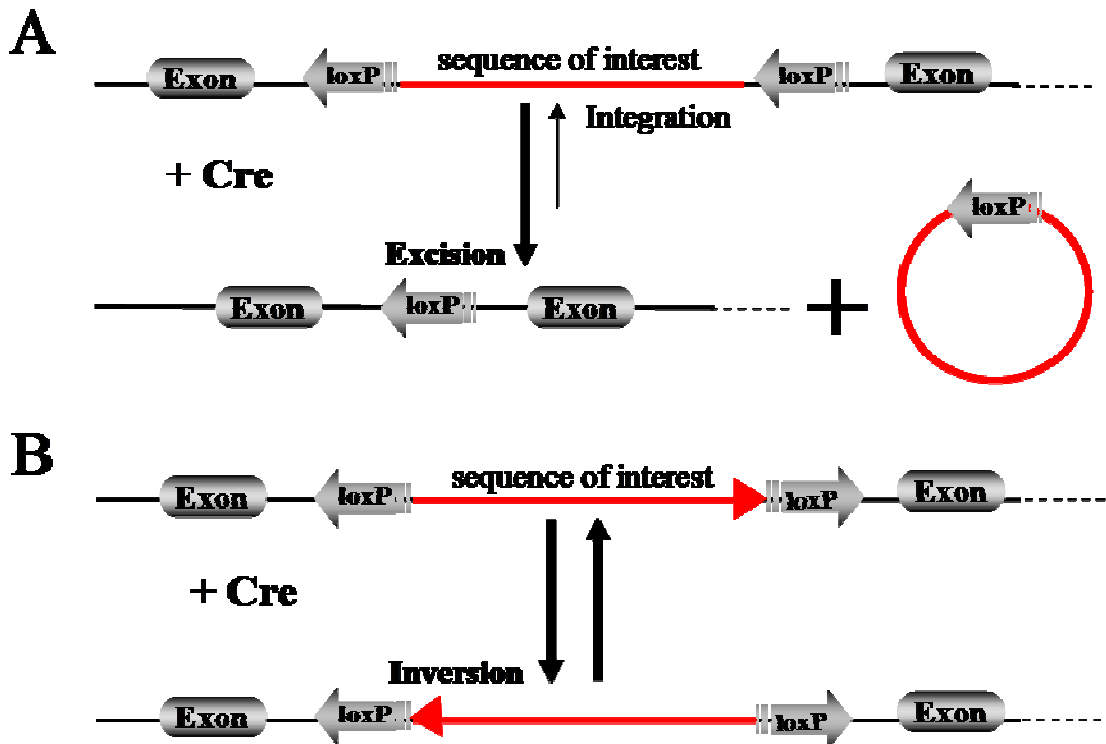 A
Exon loxP sequence of interest loxP Exon
Integration
+ Cre
loxP
Excision
Exon loxP Exon +
B
Exon loxP sequence of interest loxP Exon
+ Cre
Inversion
Exon loxP loxP Exon